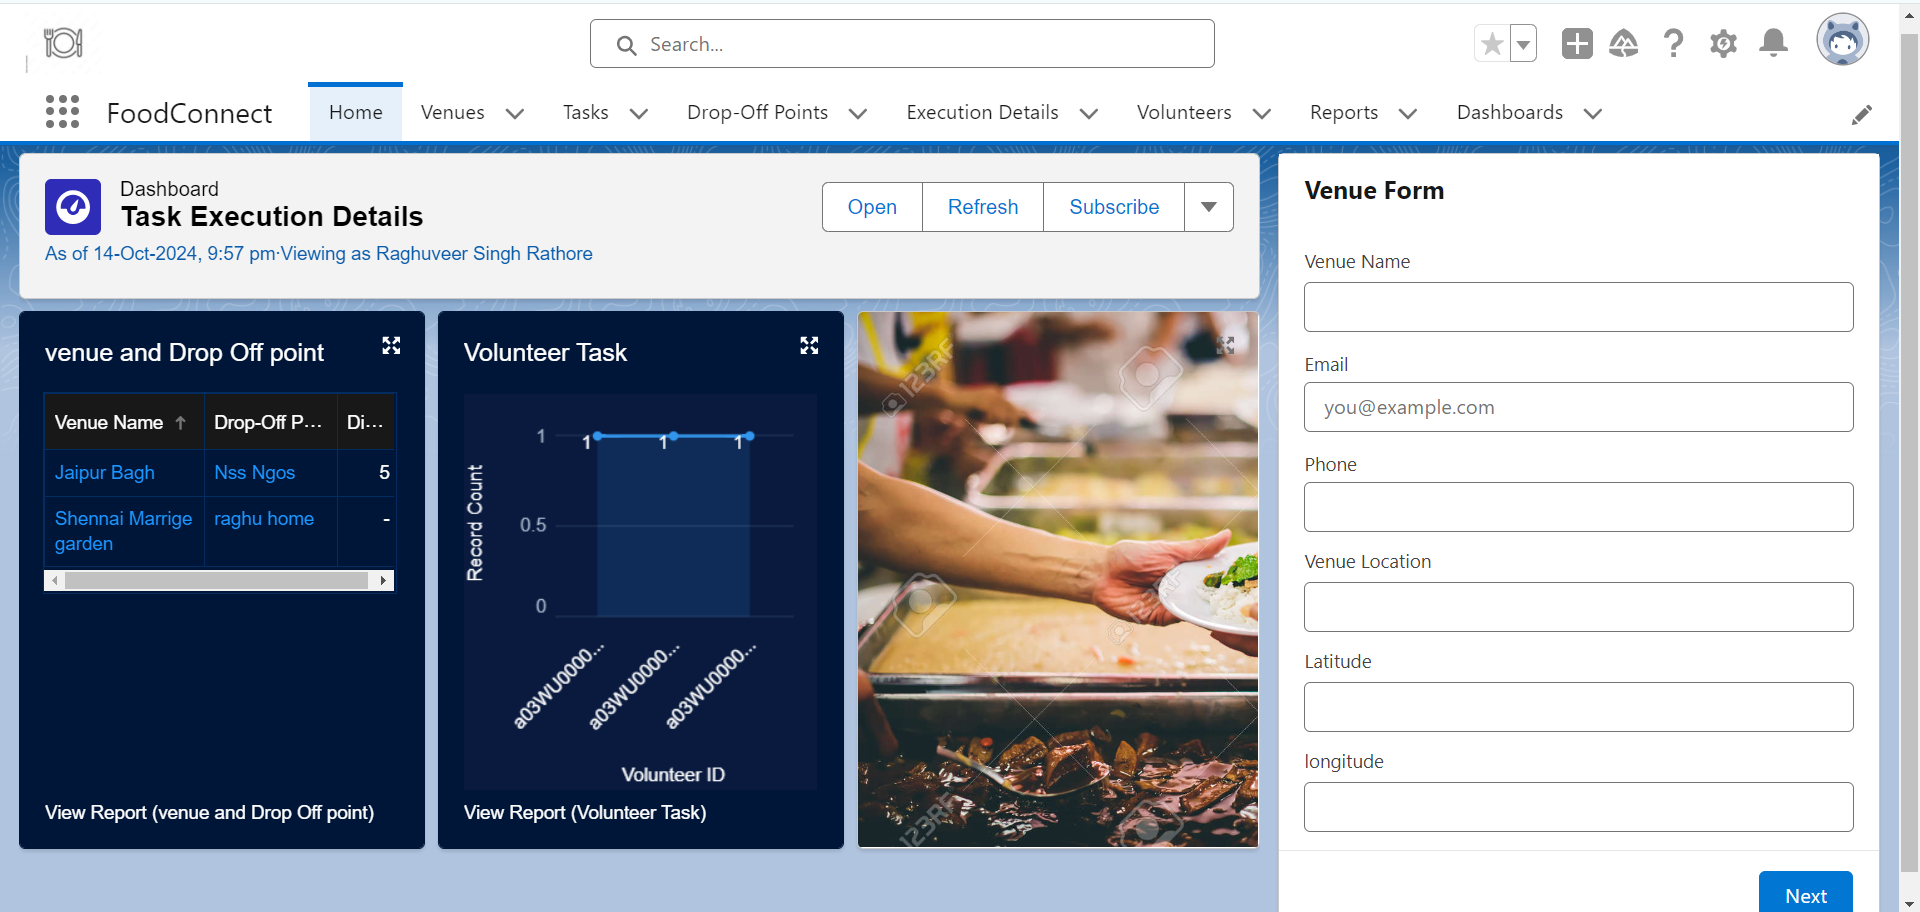 Search...
FoodConnect
Home
Venues
Tasks
Drop-Off Points
Execution Details
Volunteers
Reports
Dashboards
Dashboard
Task Execution Details
As of 14-Oct-2024, 9:57 pm·Viewing as Raghuveer Singh Rathore
Open
Refresh
Subscribe
venue and Drop Off point
Venue Name
Drop-Off P...
Di...
Jaipur Bagh
Nss Ngos
5
Shennai Marrige
garden
raghu home
-
View Report (venue and Drop Off point)
Volunteer Task
Record Count
1
0.5
0
1
1
1
a03WU0000...
a03WU0000...
a03WU0000...
Volunteer ID
View Report (Volunteer Task)
123RF
123RF
Venue Form
Venue Name
Email
you@example.com
Phone
Venue Location
Latitude
longitude
Next